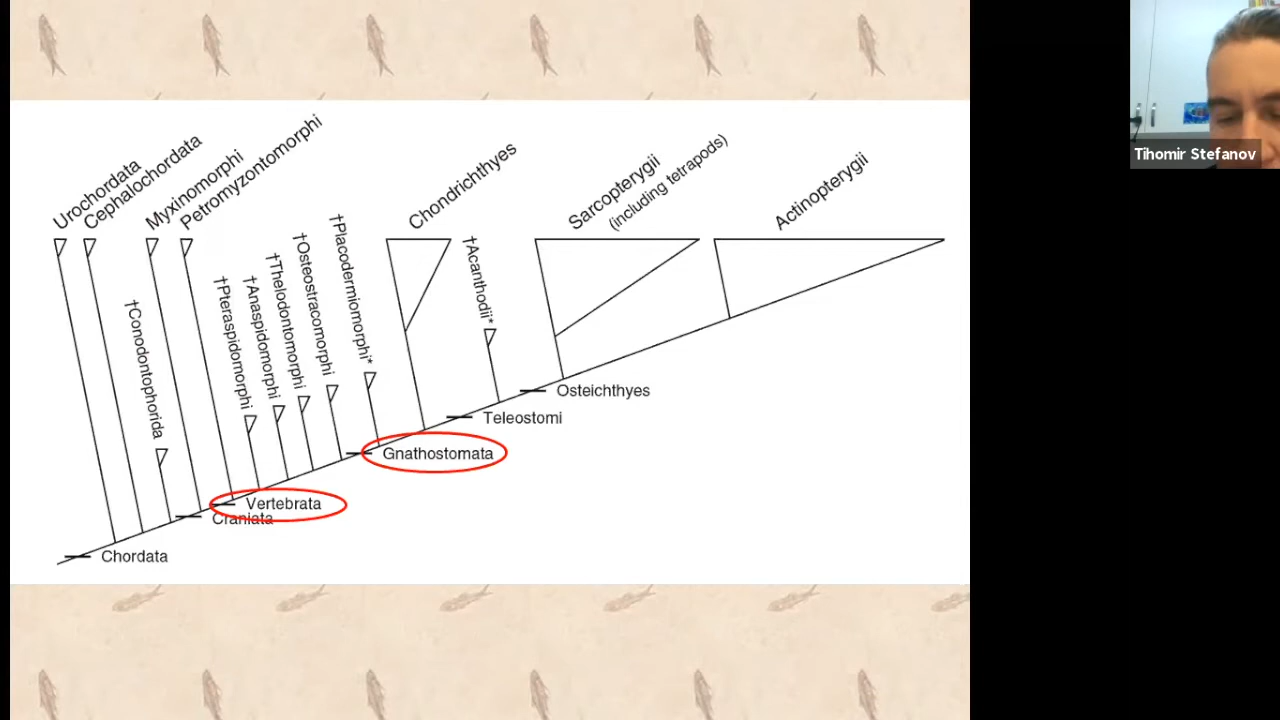 Urochordata
Cephalochordata
Myxinomorphi
Petromyzontomorphi
†Conodontophorida
†Pteraspidomorphi
†Anaspidomorphi
†Thelodontomorphi
†Osteostracomorphi
†Placodermiomorphi*
Chondrichthyes
†Acanthodii*
Sarcopterygii
(including tetrapods)
Actinopterygii
Osteichthyes
Teleostomi
Gnathostomata
Vertebrata
Craniata
Chordata
Tihomir Stefanov